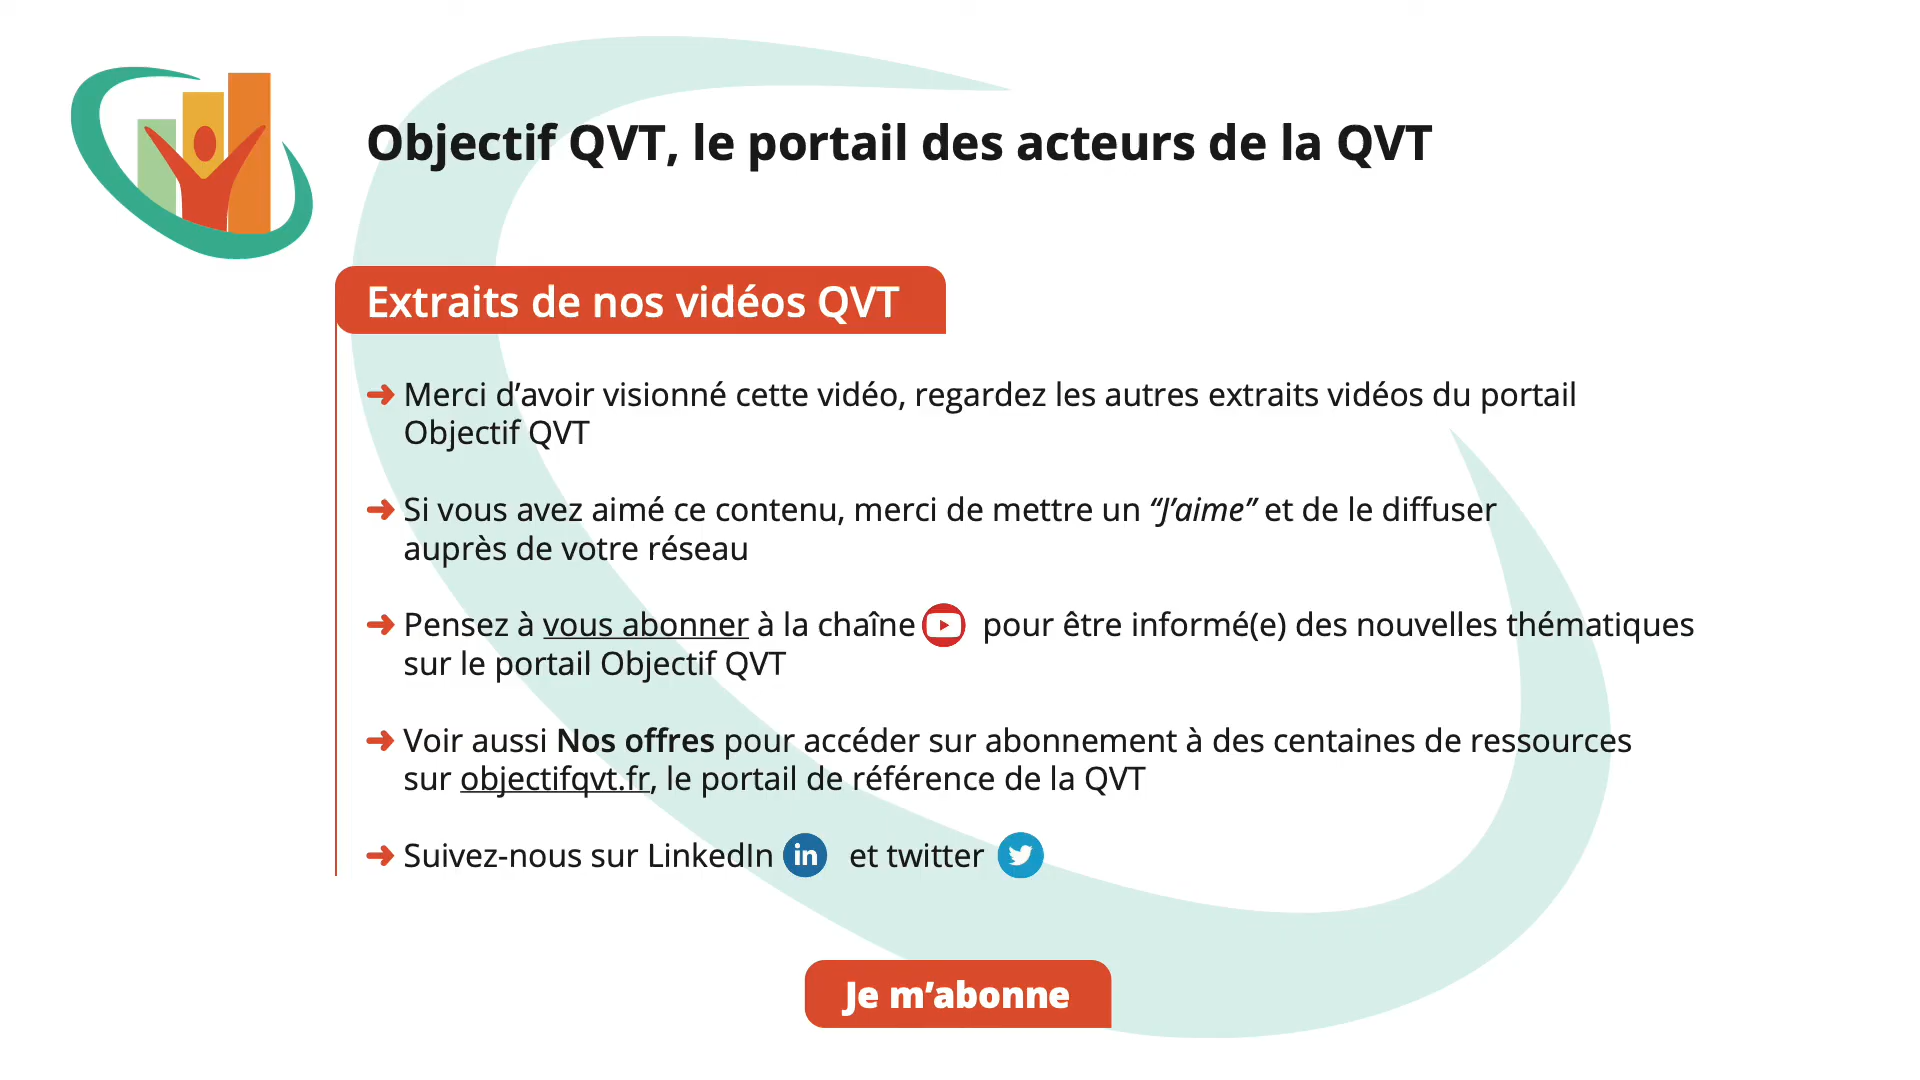 Objectif QVT, le portail des acteurs de la QVT
Extraits de nos vidéos QVT
➜ Merci d’avoir visionné cette vidéo, regardez les autres extraits vidéos du portail
Objectif QVT
➜ Si vous avez aimé ce contenu, merci de mettre un “J’aime” et de le diffuser
auprès de votre réseau
➜ Pensez à vous abonner à la chaîne pour être informé(e) des nouvelles thématiques
sur le portail Objectif QVT
➜ Voir aussi Nos offres pour accéder sur abonnement à des centaines de ressources
sur objectifqvt.fr, le portail de référence de la QVT
➜ Suivez-nous sur LinkedIn in et twitter
Je m’abonne